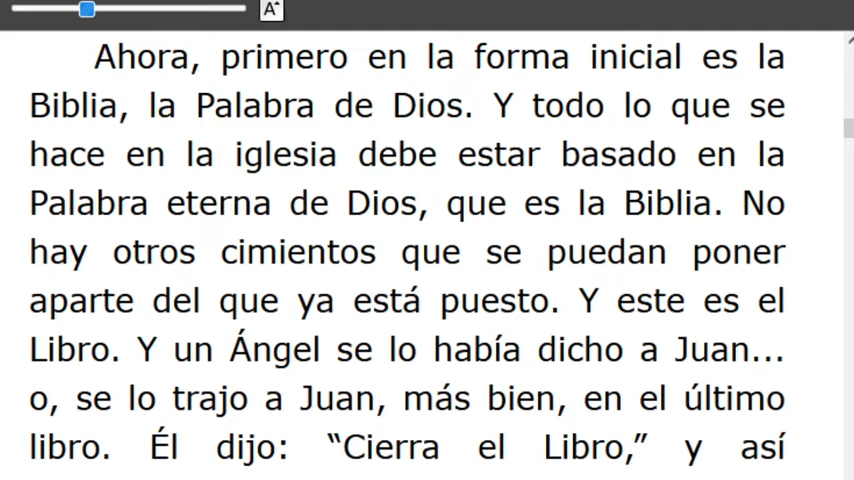 A
Ahora, primero en la forma inicial es la
Biblia, la Palabra de Dios. Y todo lo que se
hace en la iglesia debe estar basado en la
Palabra eterna de Dios, que es la Biblia. No
hay otros cimientos que se puedan poner
aparte del que ya está puesto. Y este es el
Libro. Y un Ángel se lo había dicho a Juan…
o, se lo trajo a Juan, más bien, en el último
libro. Él dijo: “Cierra el Libro,” y así